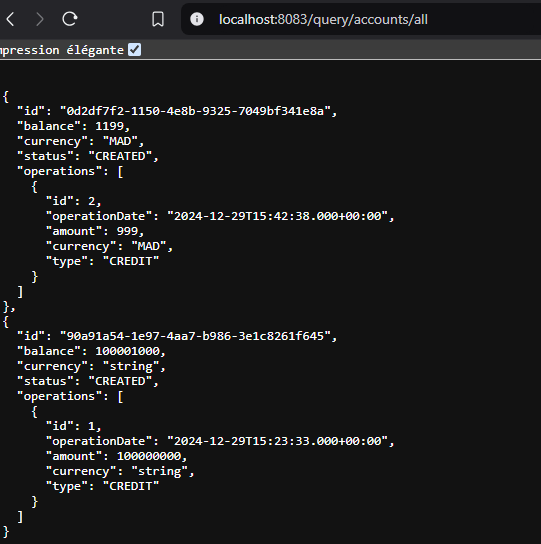 localhost:8083/query/accounts/all
mpression élégante
{
  "id": "0d2df7f2-1150-4e8b-9325-7049bf341e8a",
  "balance": 1199,
  "currency": "MAD",
  "status": "CREATED",
  "operations": [
    {
      "id": 2,
      "operationDate": "2024-12-29T15:42:38.000+00:00",
      "amount": 999,
      "currency": "MAD",
      "type": "CREDIT"
    }
  ]
},
{
  "id": "90a91a54-1e97-4aa7-b986-3e1c8261f645",
  "balance": 100001000,
  "currency": "string",
  "status": "CREATED",
  "operations": [
    {
      "id": 1,
      "operationDate": "2024-12-29T15:23:33.000+00:00",
      "amount": 100000000,
      "currency": "string",
      "type": "CREDIT"
    }
  ]
}